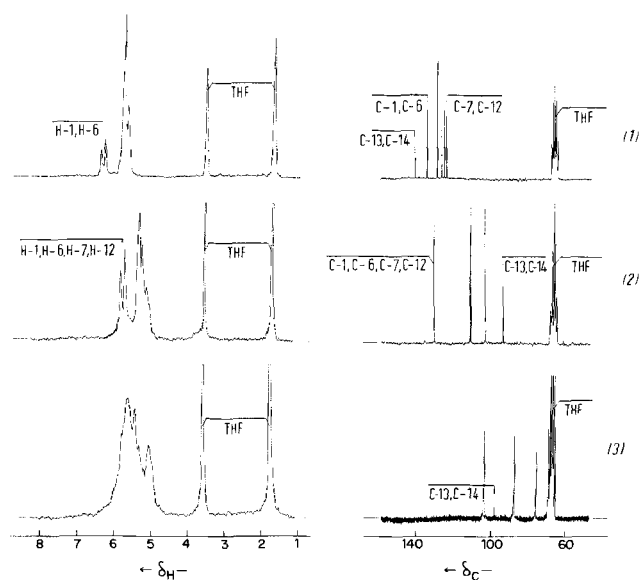 THF
H-1, H-6
C-1, C-6
C-7, C-12
C-13, C-14
THF
(1)
H-1, H-6, H-7, H-12
THF
C-1, C-6, C-7, C-12
C-13, C-14
THF
(2)
THF
C-13, C-14
THF
(3)
8 7 6 5 4 3 2 1
140 100 60
← δH–
← δC–